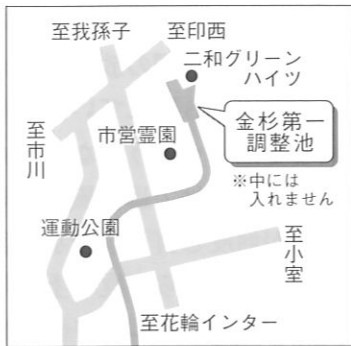 至我孫子
至印西
二和グリーン
ハイツ
金杉第一
調整池
※中には
入れません
市営霊園
至市川
運動公園
至小室
至花輪インター